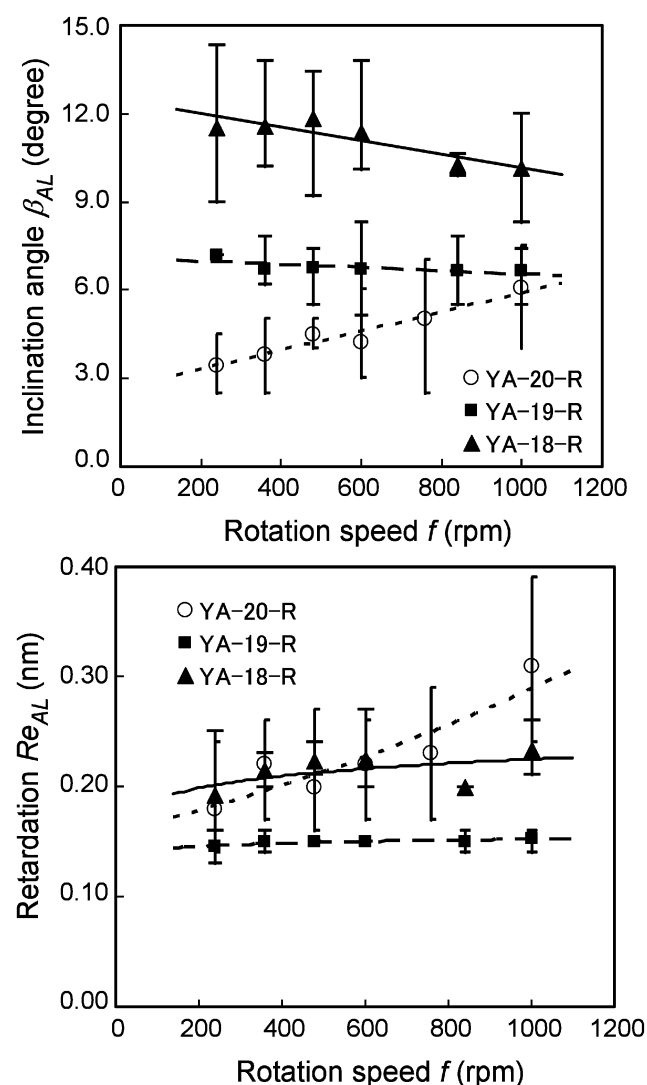 15.0
12.0
9.0
6.0
3.0
0.0
Inclination angle βAL (degree)
YA-20-R
YA-19-R
YA-18-R
0 200 400 600 800 1000 1200
Rotation speed f (rpm)
0.40
0.30
0.20
0.10
0.00
Retardation ReAL (nm)
YA-20-R
YA-19-R
YA-18-R
0 200 400 600 800 1000 1200
Rotation speed f (rpm)